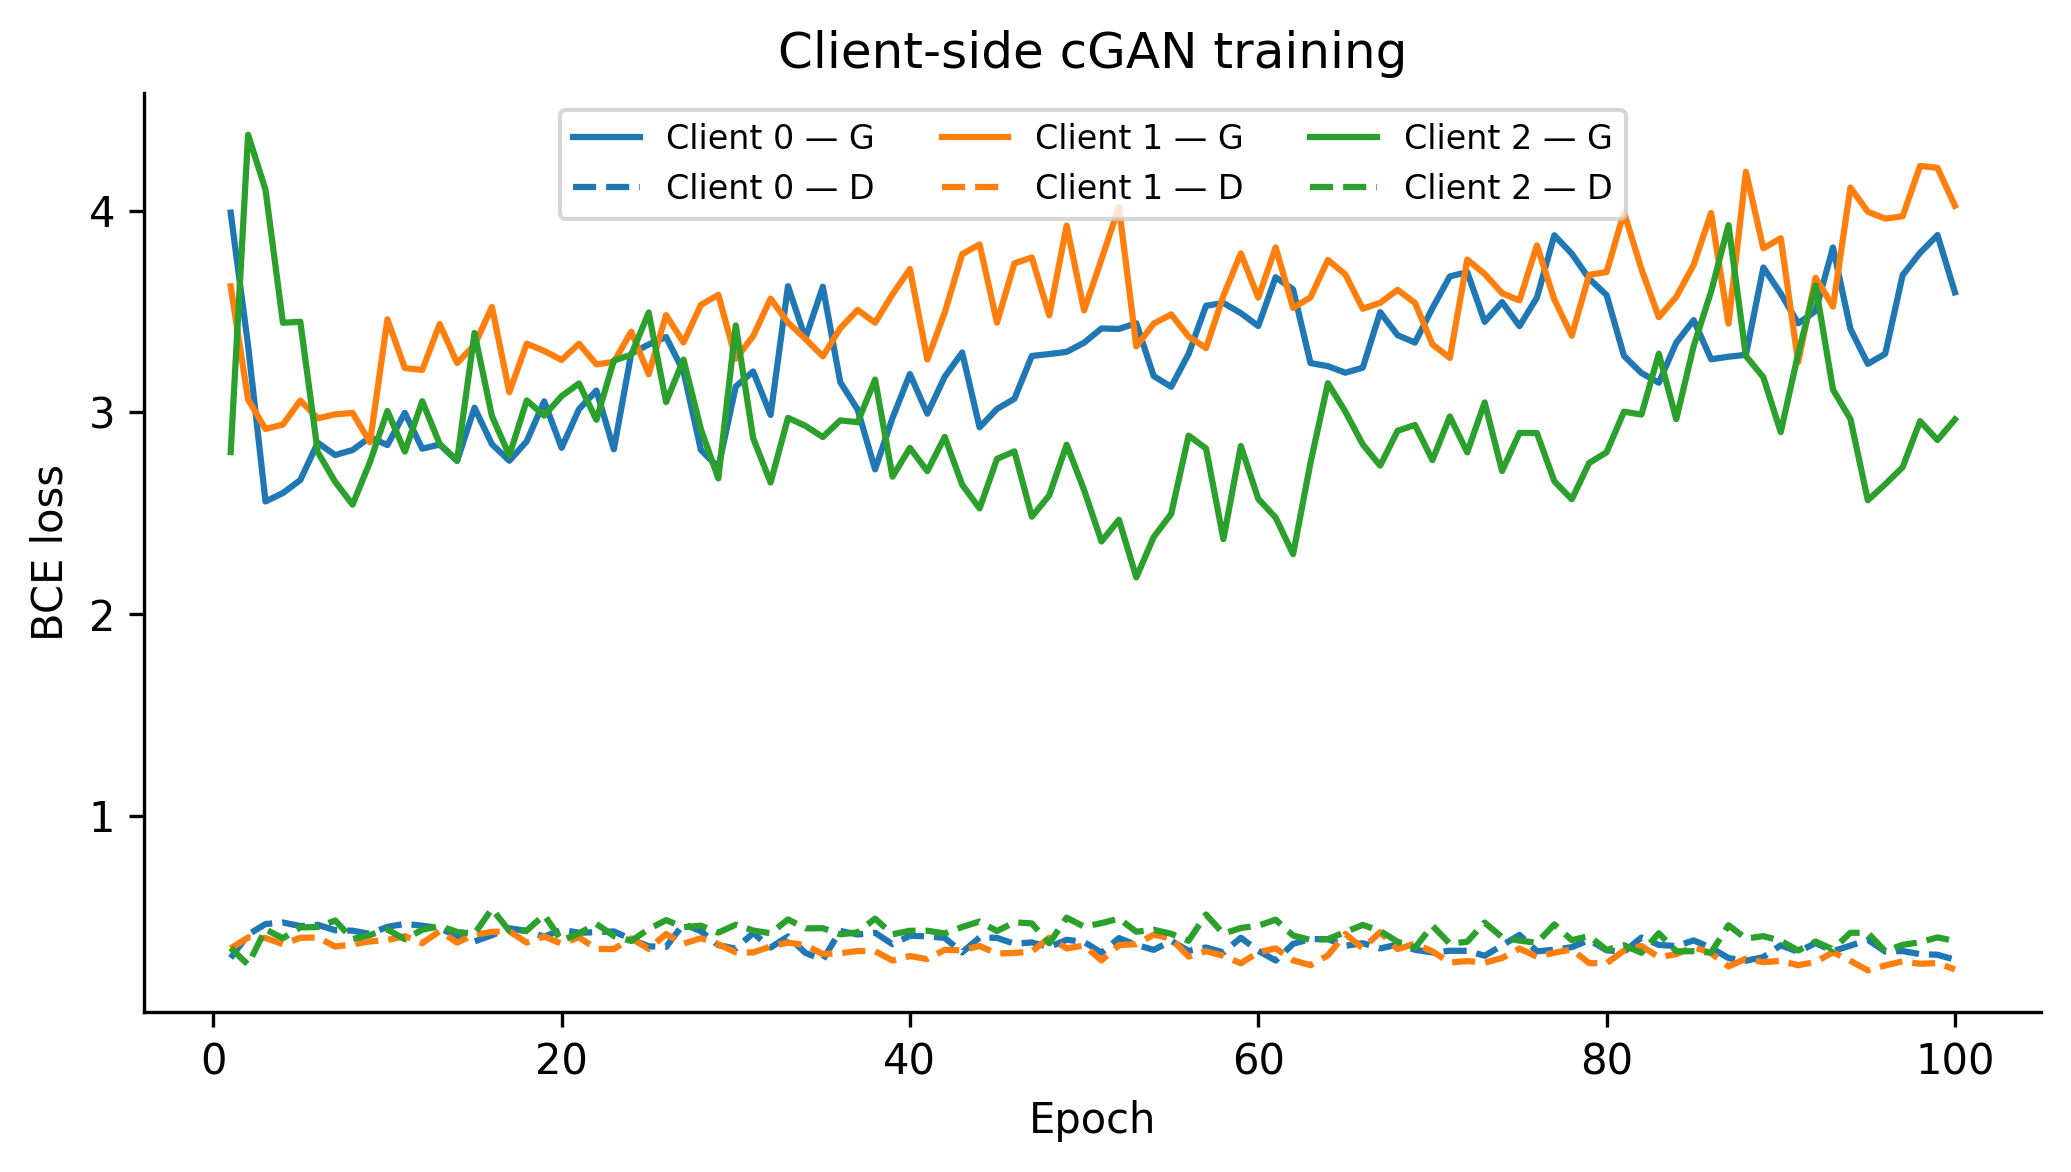 Client-side cGAN training
Client 0 — G
Client 1 — G
Client 2 — G
Client 0 — D
Client 1 — D
Client 2 — D
BCE loss
4
3
2
1
0
20
40
60
80
100
Epoch